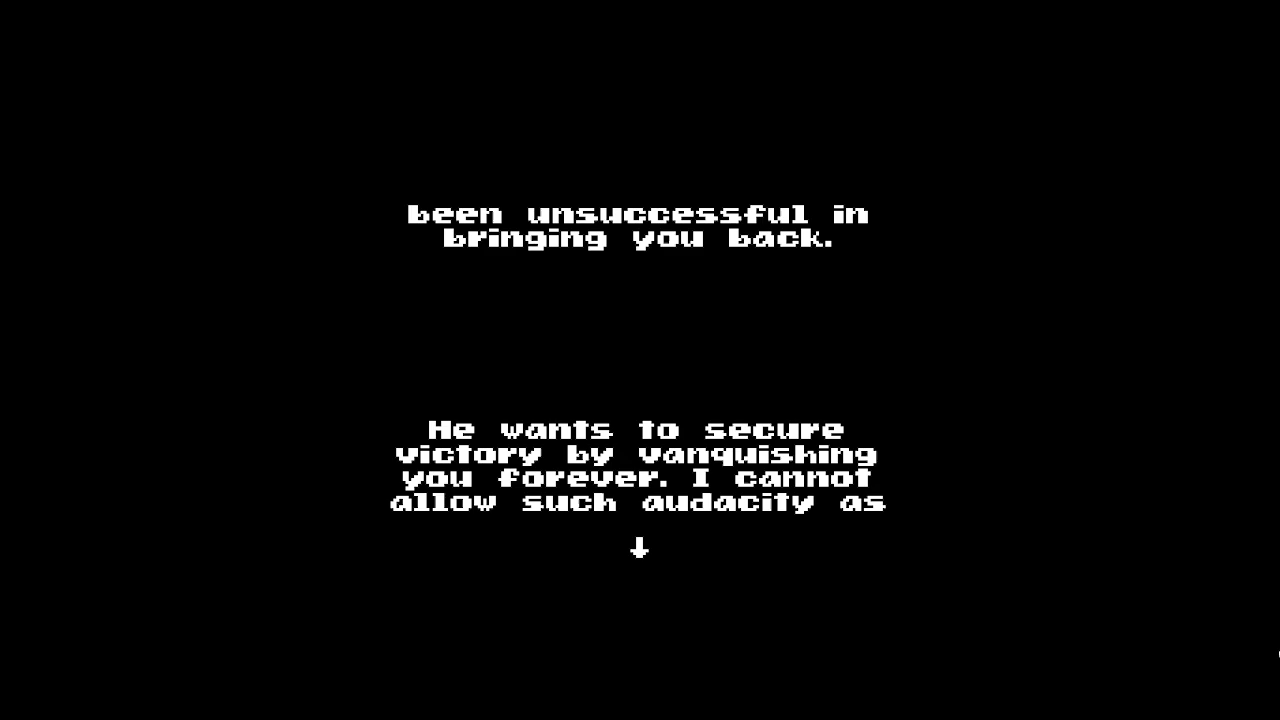 been unsuccessful in
bringing you back.
He wants to secure
victory by vanquishing
you forever. I cannot
allow such audacity as